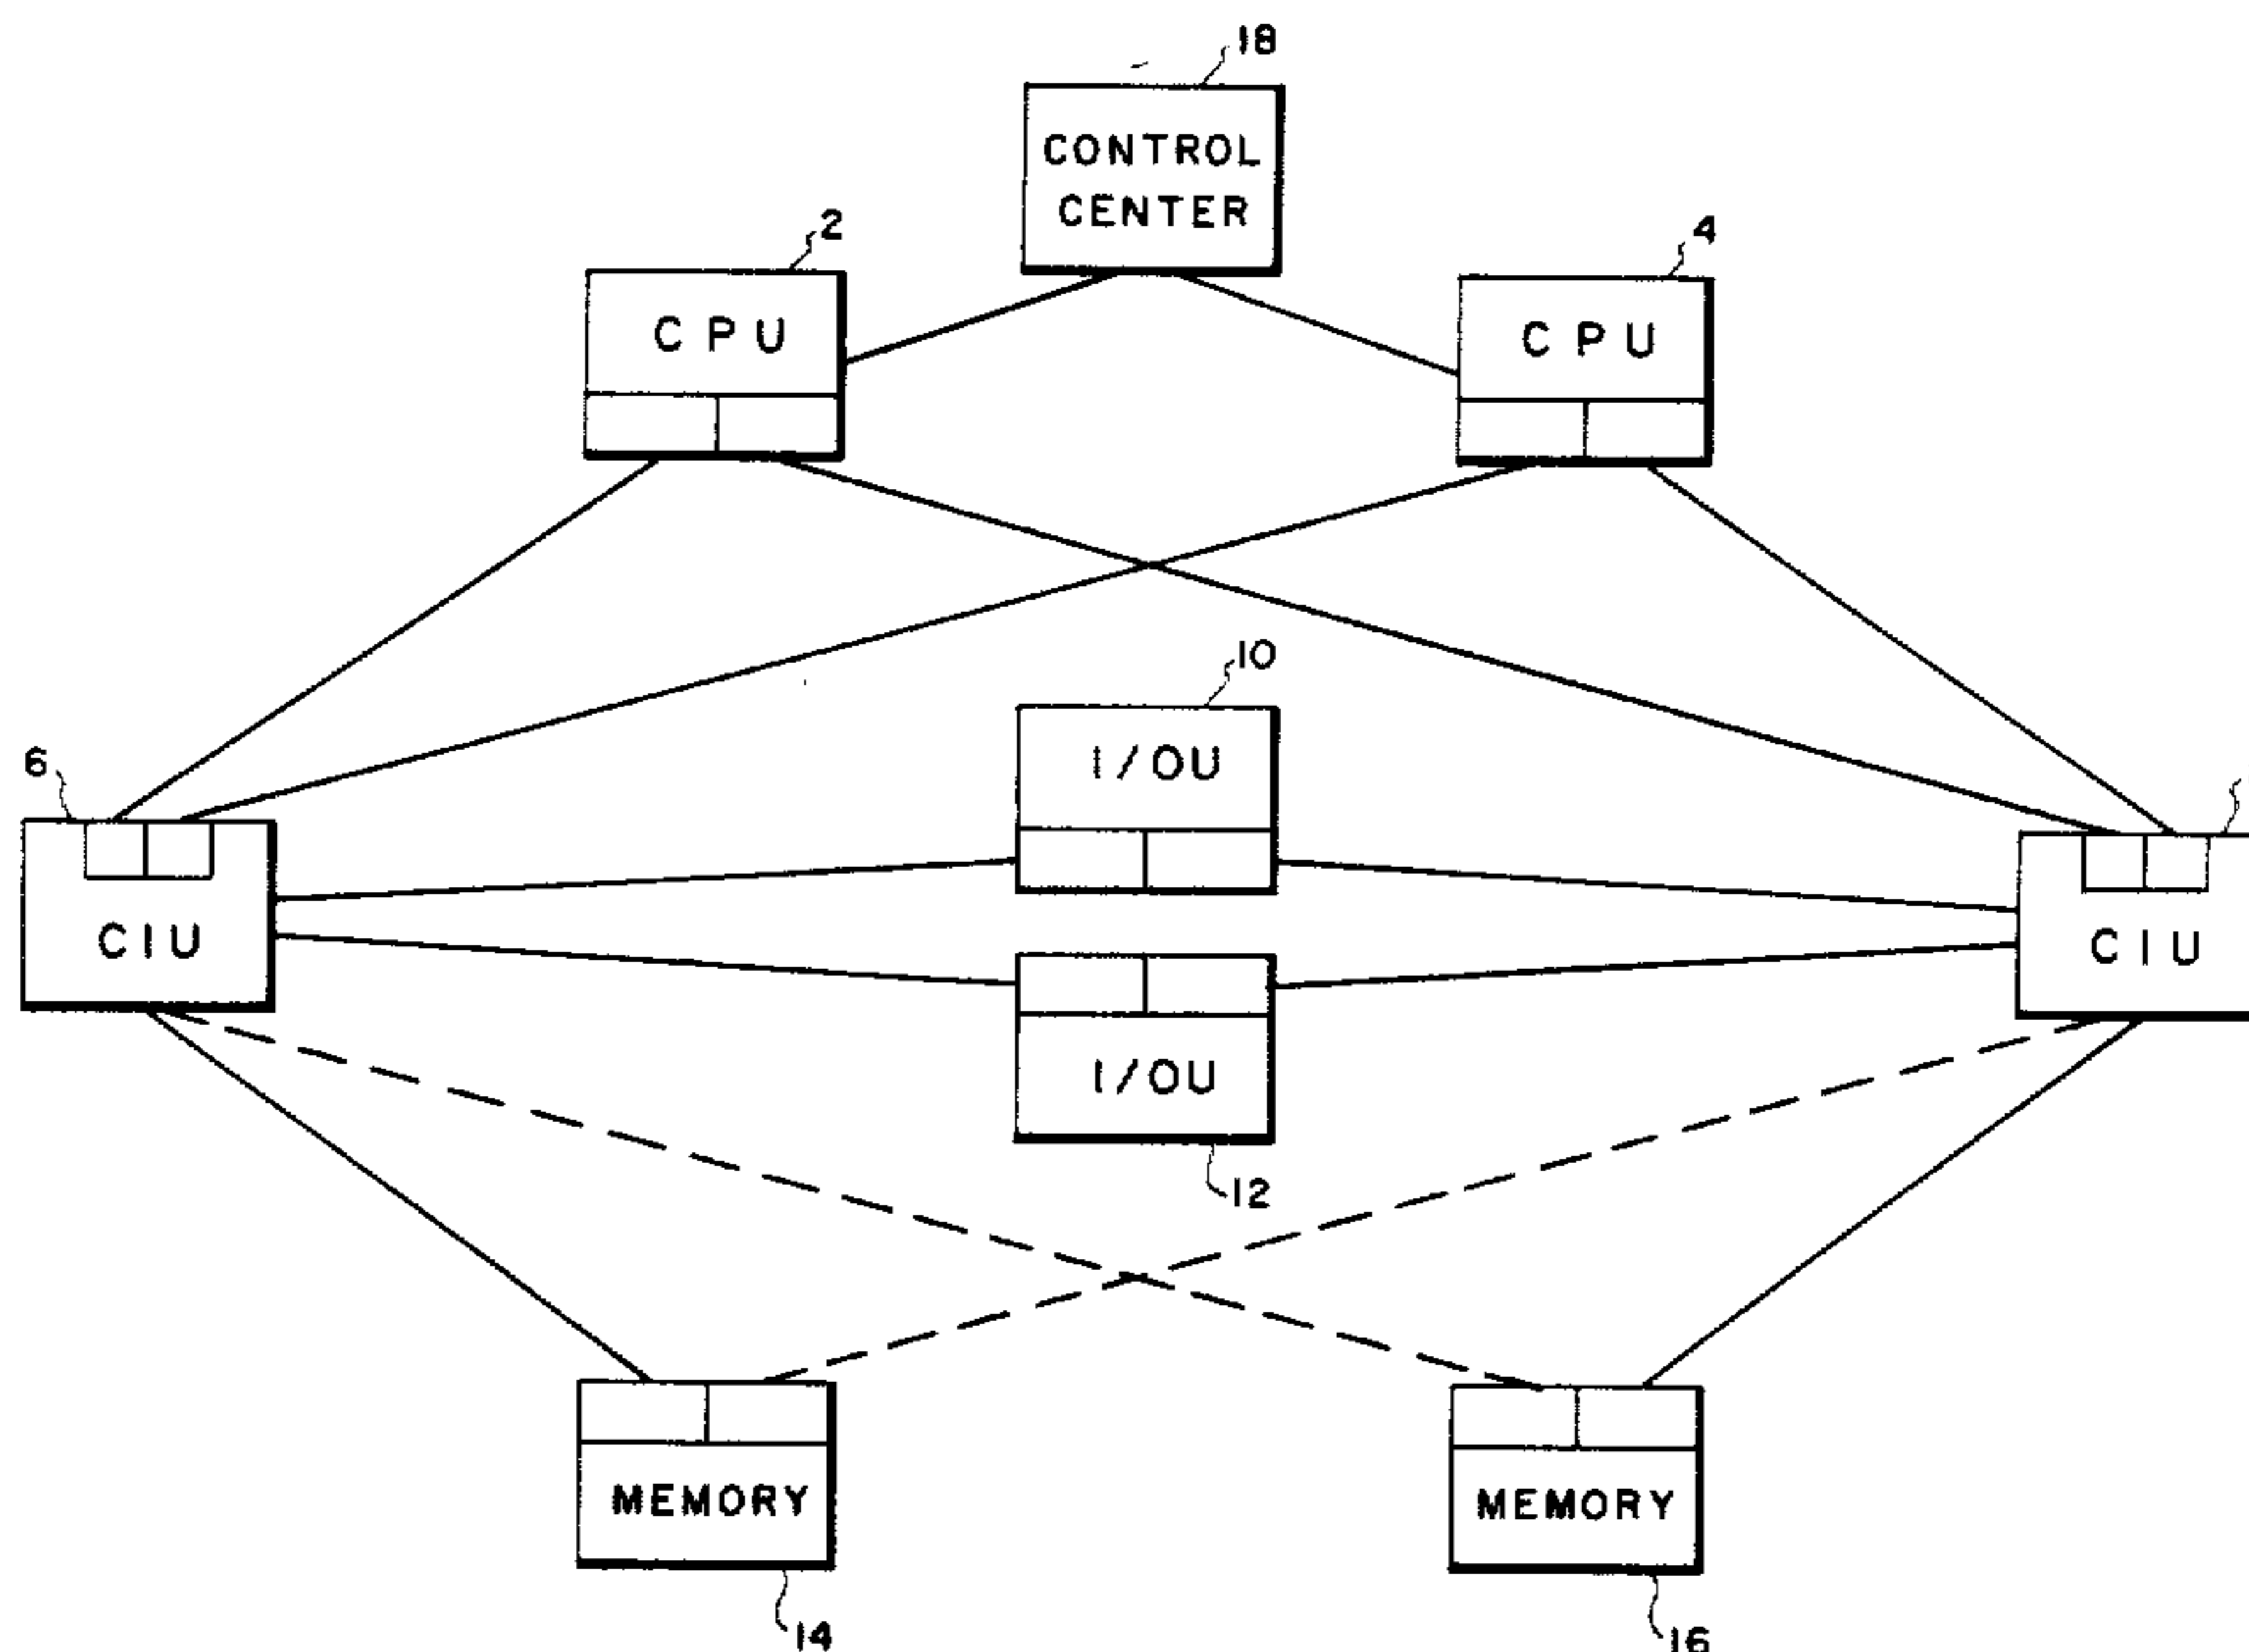 18
CONTROL
CENTER
2
4
CPU
CPU
10
I/OU
6
CIU
CIU
I/OU
12
MEMORY
MEMORY
14
16